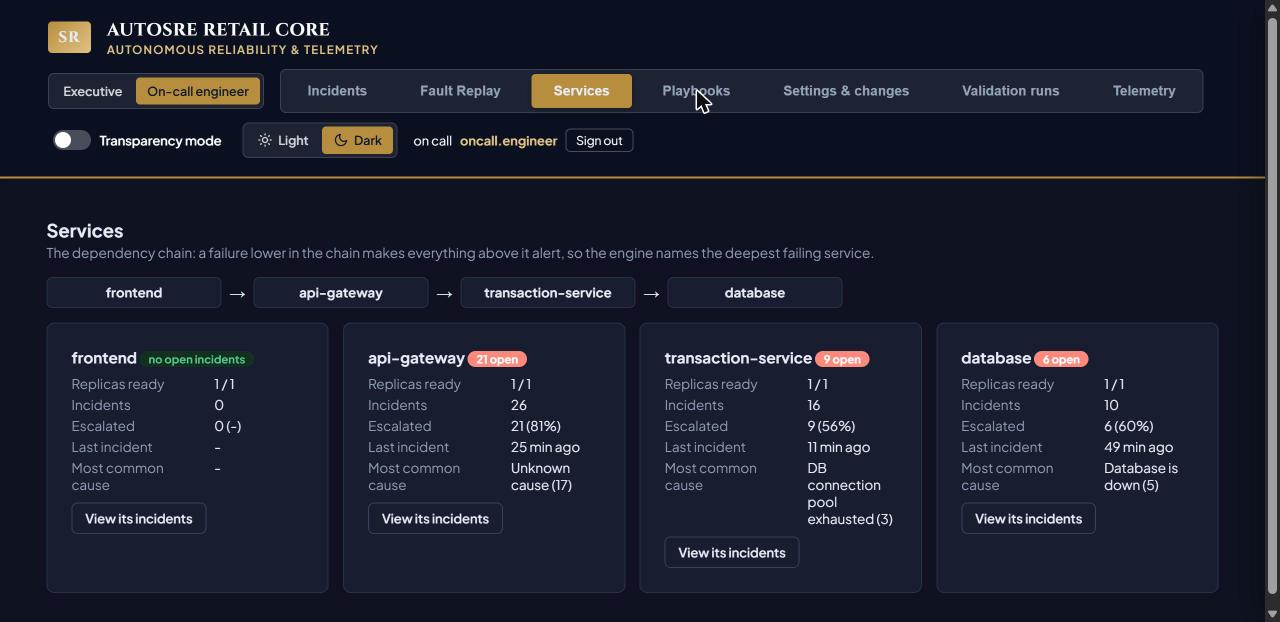 SR
AUTOSRE RETAIL CORE
AUTONOMOUS RELIABILITY & TELEMETRY
Executive
On-call engineer
Incidents
Fault Replay
Services
Playbooks
Settings & changes
Validation runs
Telemetry
Transparency mode
Light
Dark
on call oncall.engineer
Sign out
Services
The dependency chain: a failure lower in the chain makes everything above it alert, so the engine names the deepest failing service.
frontend → api-gateway → transaction-service → database
frontend no open incidents
Replicas ready 1 / 1
Incidents 0
Escalated 0 (-)
Last incident -
Most common -
cause
View its incidents
api-gateway 21 open
Replicas ready 1 / 1
Incidents 26
Escalated 21 (81%)
Last incident 25 min ago
Most common Unknown
cause cause (17)
View its incidents
transaction-service 9 open
Replicas ready 1 / 1
Incidents 16
Escalated 9 (56%)
Last incident 11 min ago
Most common DB
cause connection
pool
exhausted (3)
View its incidents
database 6 open
Replicas ready 1 / 1
Incidents 10
Escalated 6 (60%)
Last incident 49 min ago
Most common Database is
cause down (5)
View its incidents